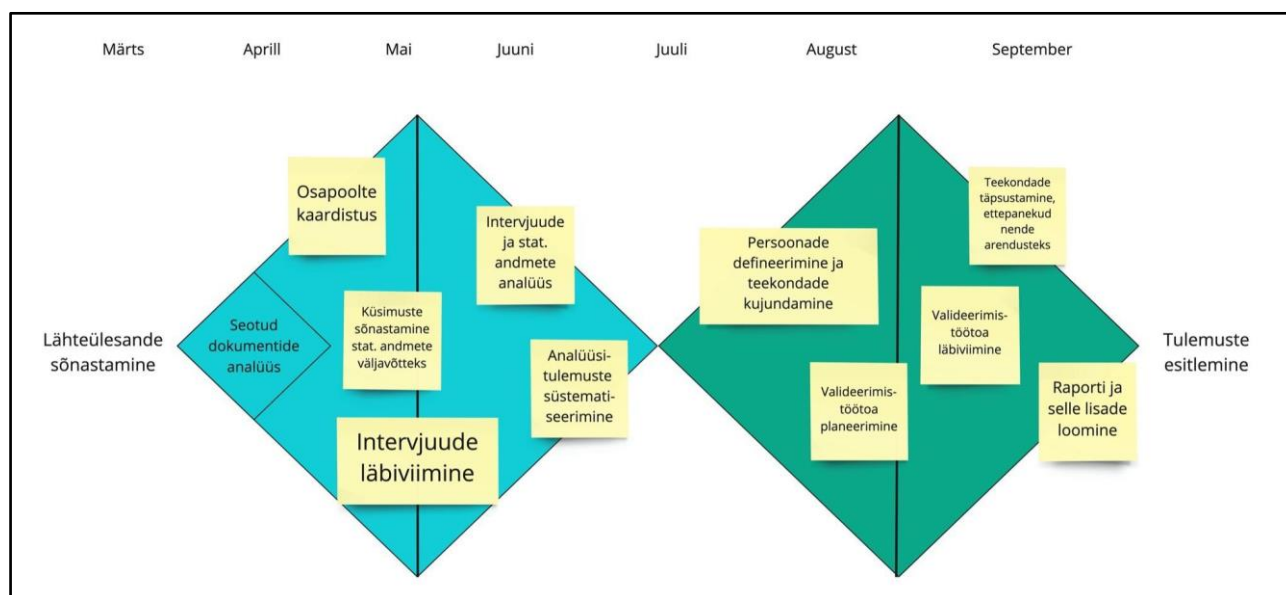 Märts
Aprill
Mai
Juuni
Juuli
August
September
Lähteülesande
sõnastamine
Seotud
dokumentide
analüüs
Osapoolte
kaardistus
Küsimuste
sõnastamine
stat. andmete
väljavõtteks
Intervjuude
läbiviimine
Intervjuude
ja stat.
andmete
analüüs
Analüüsi-
tulemuste
süstemati-
seerimine
Persoonade
defineerimine ja
teekondade
kujundamine
Valideerimis-
töötoa
planeerimine
Teekondade
täpsustamine,
ettepanekud
nende
arendusteks
Valideerimis-
töötoa
läbiviimine
Raporti ja
selle lisade
loomine
Tulemuste
esitlemine